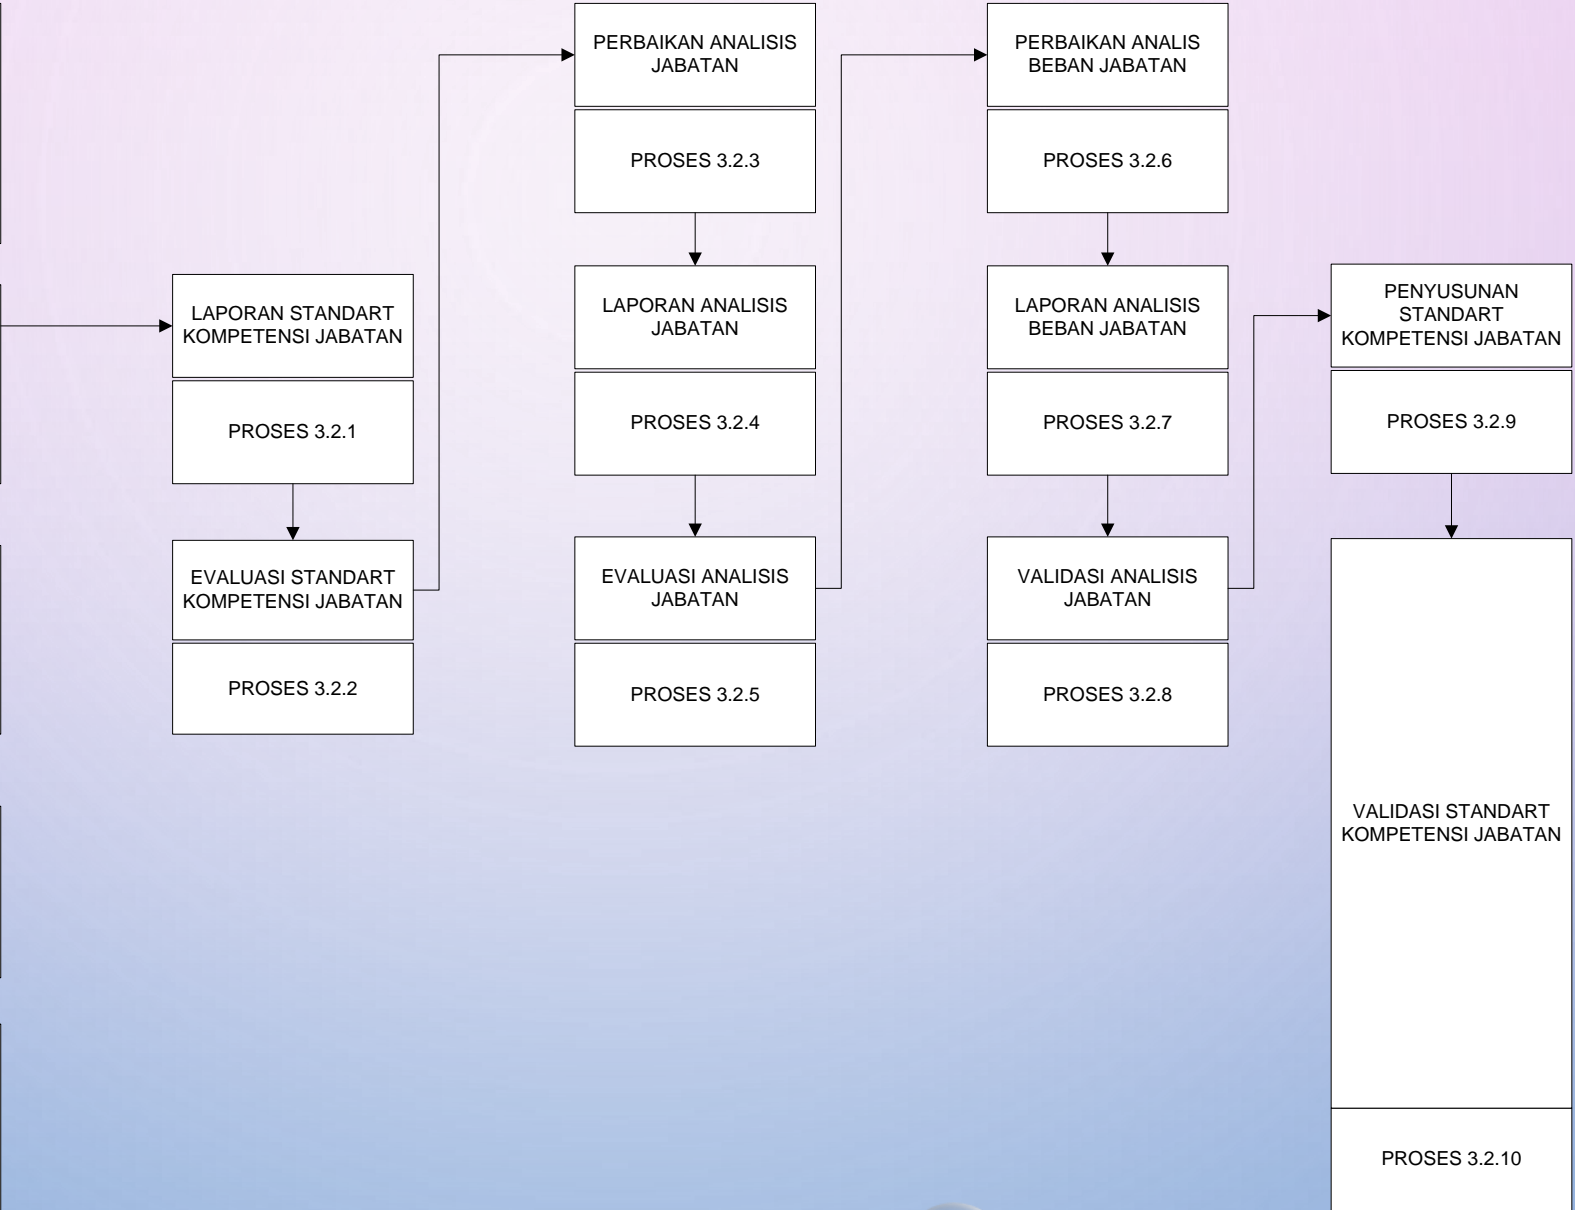 LAPORAN STANDART
KOMPETENSI JABATAN
PROSES 3.2.1
EVALUASI STANDART
KOMPETENSI JABATAN
PROSES 3.2.2
PERBAIKAN ANALISIS
JABATAN
PROSES 3.2.3
LAPORAN ANALISIS
JABATAN
PROSES 3.2.4
EVALUASI ANALISIS
JABATAN
PROSES 3.2.5
PERBAIKAN ANALIS
BEBAN JABATAN
PROSES 3.2.6
LAPORAN ANALISIS
BEBAN JABATAN
PROSES 3.2.7
VALIDASI ANALISIS
JABATAN
PROSES 3.2.8
PENYUSUNAN
STANDART
KOMPETENSI JABATAN
PROSES 3.2.9
VALIDASI STANDART
KOMPETENSI JABATAN
PROSES 3.2.10